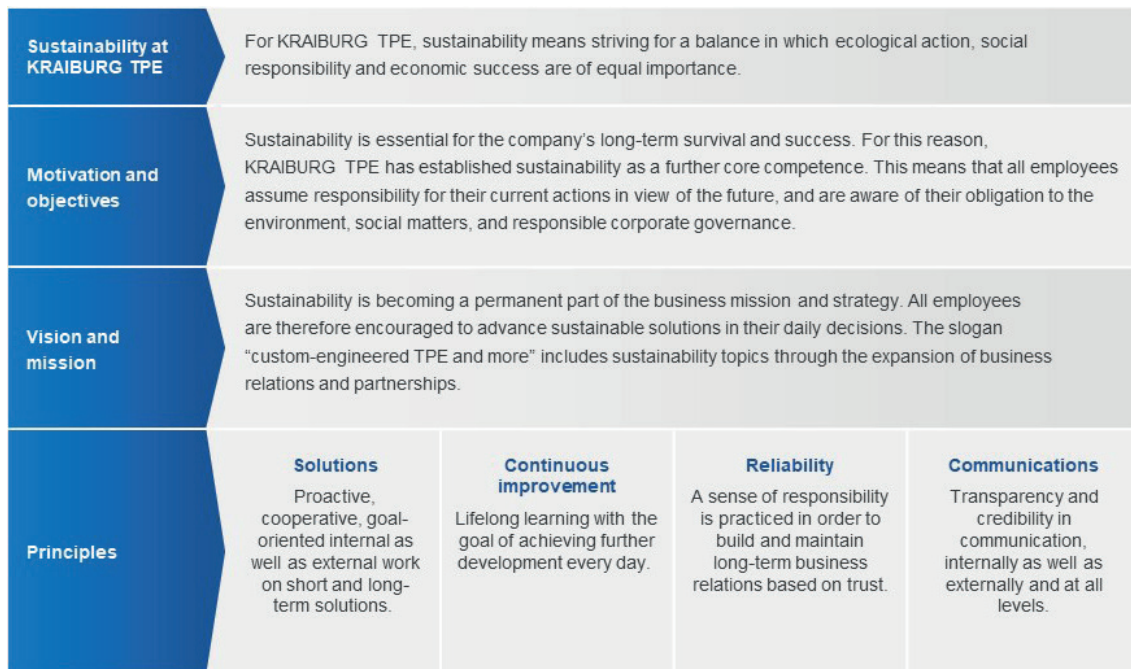 Sustainability at
KRAIBURG TPE
For KRAIBURG TPE, sustainability means striving for a balance in which ecological action, social
responsibility and economic success are of equal importance.
Motivation and
objectives
Sustainability is essential for the company's long-term survival and success. For this reason,
KRAIBURG TPE has established sustainability as a further core competence. This means that all employees
assume responsibility for their current actions in view of the future, and are aware of their obligation to the
environment, social matters, and responsible corporate governance.
Vision and
mission
Sustainability is becoming a permanent part of the business mission and strategy. All employees
are therefore encouraged to advance sustainable solutions in their daily decisions. The slogan
“custom-engineered TPE and more” includes sustainability topics through the expansion of business
relations and partnerships.
Principles
Solutions
Proactive,
cooperative, goal-
oriented internal as
well as external work
on short and long-
term solutions.
Continuous
improvement
Lifelong learning with the
goal of achieving further
development every day.
Reliability
A sense of responsibility
is practiced in order to
build and maintain
long-term business
relations based on trust.
Communications
Transparency and
credibility in
communication,
internally as well as
externally and at all
levels.